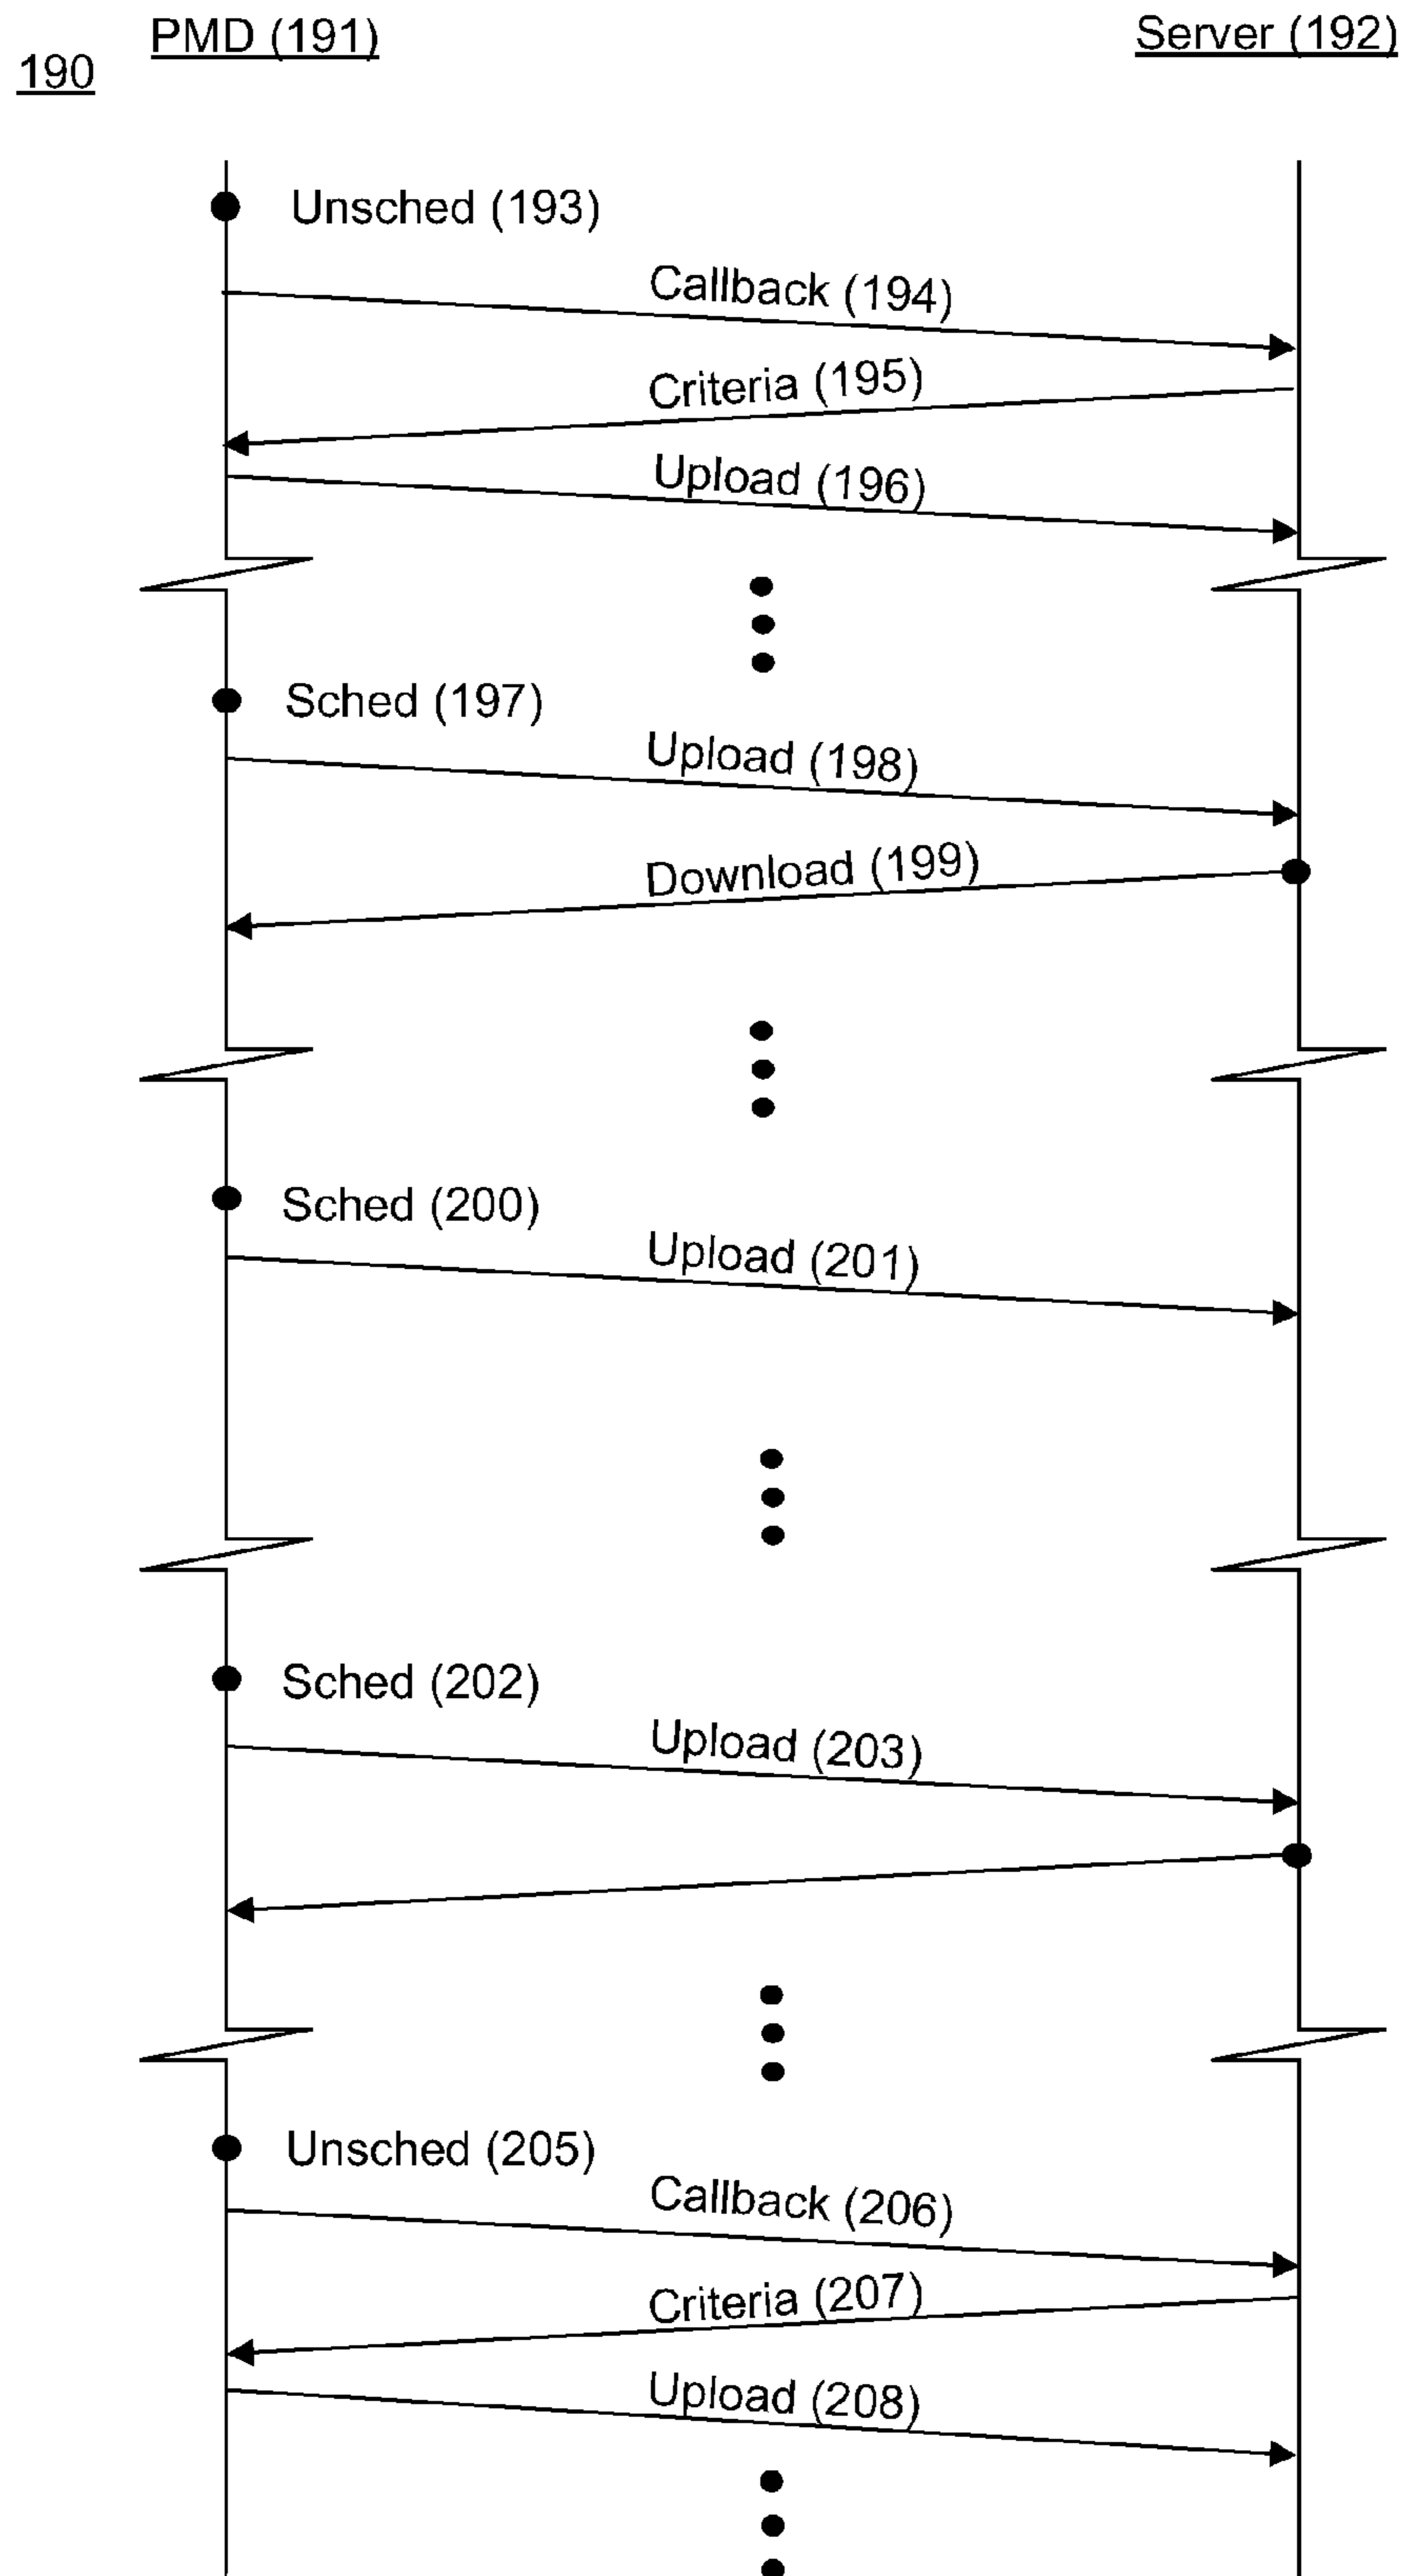 PMD (191)
Server (192)
190
Unsched (193)
Callback (194)
Criteria (195)
Upload (196)
Sched (197)
Upload (198)
Download (199)
Sched (200)
Upload (201)
Sched (202)
Upload (203)
Unsched (205)
Callback (206)
Criteria (207)
Upload (208)